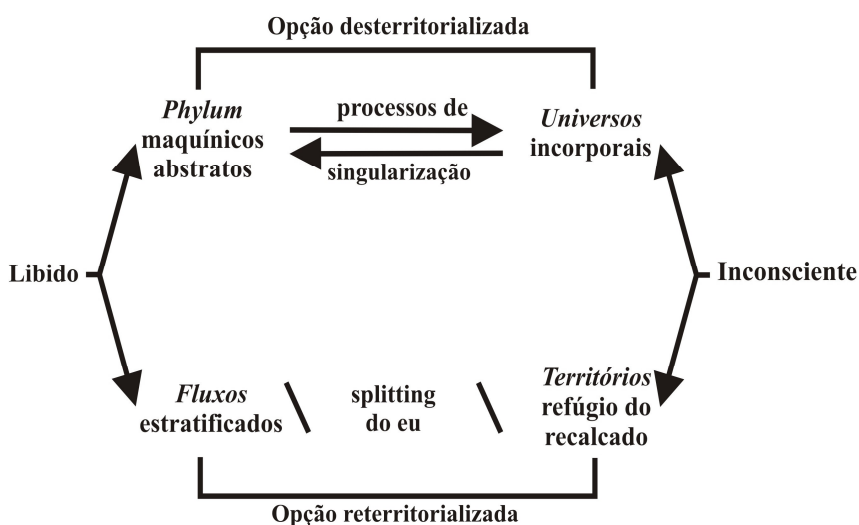 Opção desterritorializada
Phylum
maquínicos
abstratos
processos de
singularização
Universos
incorporais
Libido
Inconsciente
Fluxos
estratificados
splitting
do eu
Territórios
refúgio do
recalcado
Opção reterritorializada